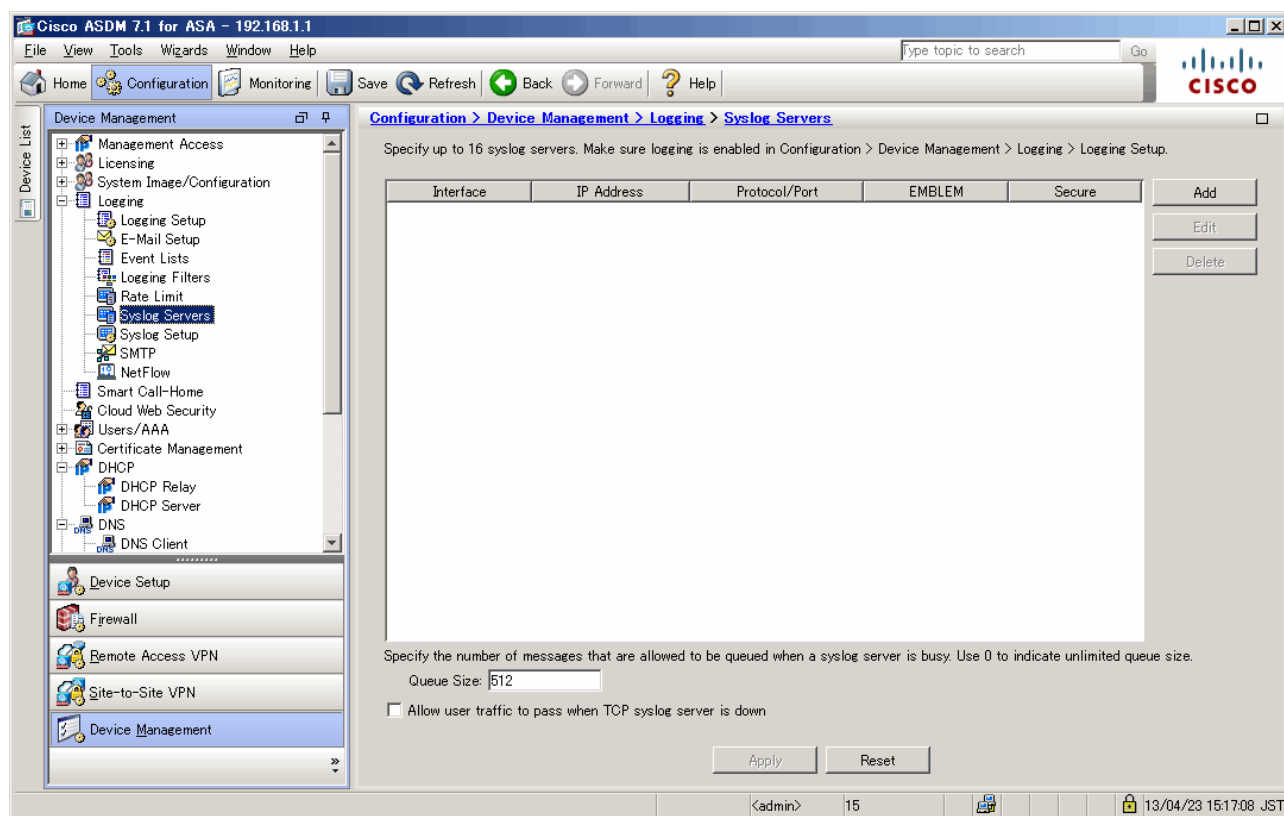 Cisco ASDM 7.1 for ASA - 192.168.1.1
File View Tools Wizards Window Help
Type topic to search Go
Home Configuration Monitoring Save Refresh Back Forward Help
CISCO
Device List
Device Management
Management Access
Licensing
System Image/Configuration
Logging
Logging Setup
E-Mail Setup
Event Lists
Logging Filters
Rate Limit
Syslog Servers
Syslog Setup
SMTP
NetFlow
Smart Call-Home
Cloud Web Security
Users/AAA
Certificate Management
DHCP
DHCP Relay
DHCP Server
DNS
DNS Client
Device Setup
Firewall
Remote Access VPN
Site-to-Site VPN
Device Management
Configuration > Device Management > Logging > Syslog Servers
Specify up to 16 syslog servers. Make sure logging is enabled in Configuration > Device Management > Logging > Logging Setup.
Interface IP Address Protocol/Port EMBLEM Secure
Add
Edit
Delete
Specify the number of messages that are allowed to be queued when a syslog server is busy. Use 0 to indicate unlimited queue size.
Queue Size: 512
Allow user traffic to pass when TCP syslog server is down
Apply Reset
<admin> 15 13/04/23 15:17:08 JST